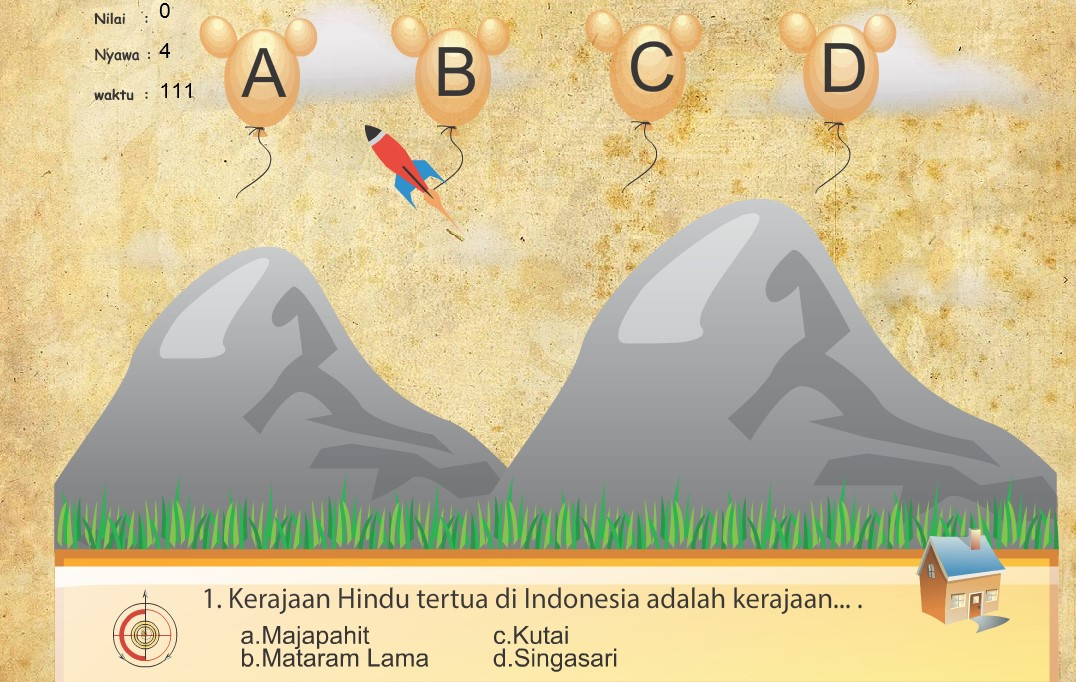 Nilai : 0
Nyawa : 4
waktu : 111
A B C D
1. Kerajaan Hindu tertua di Indonesia adalah kerajaan... .
a.Majapahit c.Kutai
b.Mataram Lama d.Singasari